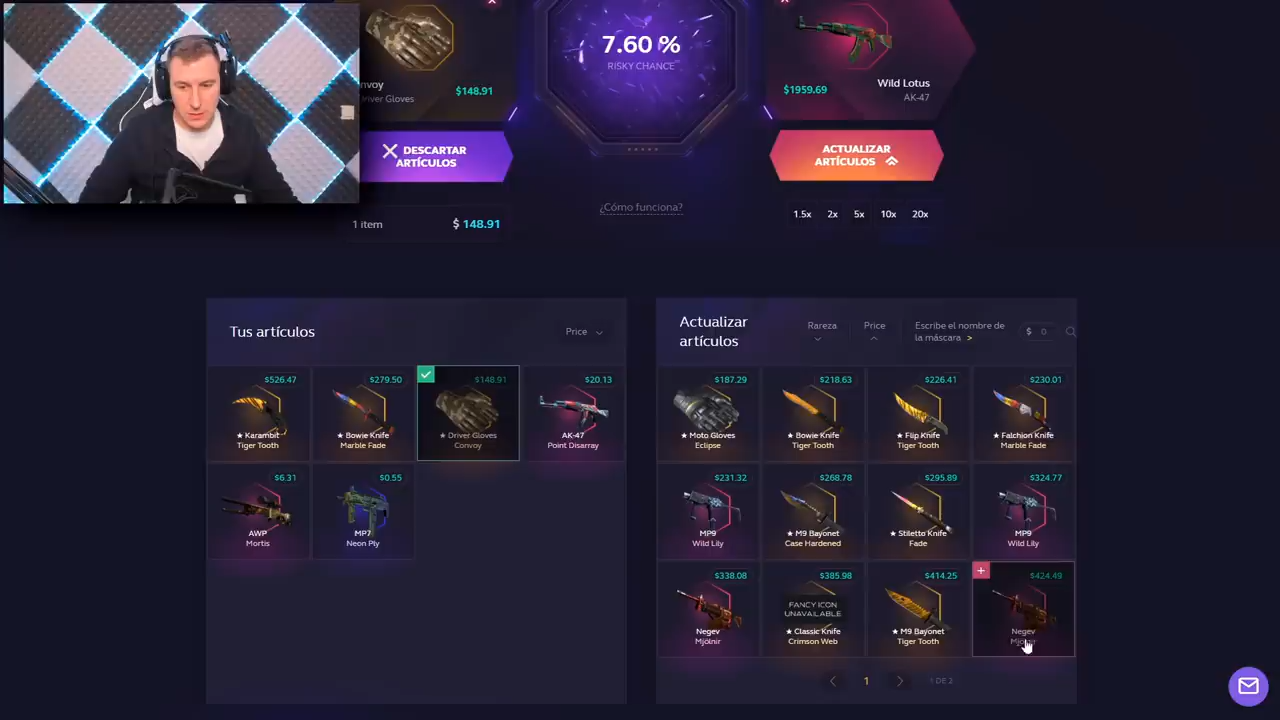 nvoy
Driver Gloves
$148.91
7.60 %
RISKY CHANCE
$1959.69
Wild Lotus
AK-47
DESCARTAR
ARTÍCULOS
ACTUALIZAR
ARTÍCULOS
¿Cómo funciona?
1.5x 2x 5x 10x 20x
1 item
$ 148.91
Tus artículos
Price
$526.47
★ Karambit
Tiger Tooth
$279.50
★ Bowie Knife
Marble Fade
$148.91
★ Driver Gloves
Convoy
$20.13
AK-47
Point Disarray
$6.31
AWP
Mortis
$0.55
MP7
Neon Ply
Actualizar
artículos
Rareza
Price
Escribe el nombre de
la máscara >
$ 0
$187.29
★ Moto Gloves
Eclipse
$218.63
★ Bowie Knife
Tiger Tooth
$226.41
★ Flip Knife
Tiger Tooth
$230.01
★ Falchion Knife
Marble Fade
$231.32
MP9
Wild Lily
$268.78
★ M9 Bayonet
Case Hardened
$295.89
★ Stiletto Knife
Fade
$324.77
MP9
Wild Lily
$338.08
Negev
Mjölnir
$385.98
FANCY ICON
UNAVAILABLE
★ Classic Knife
Crimson Web
$414.25
★ M9 Bayonet
Tiger Tooth
$424.49
Negev
1
1 DE 2